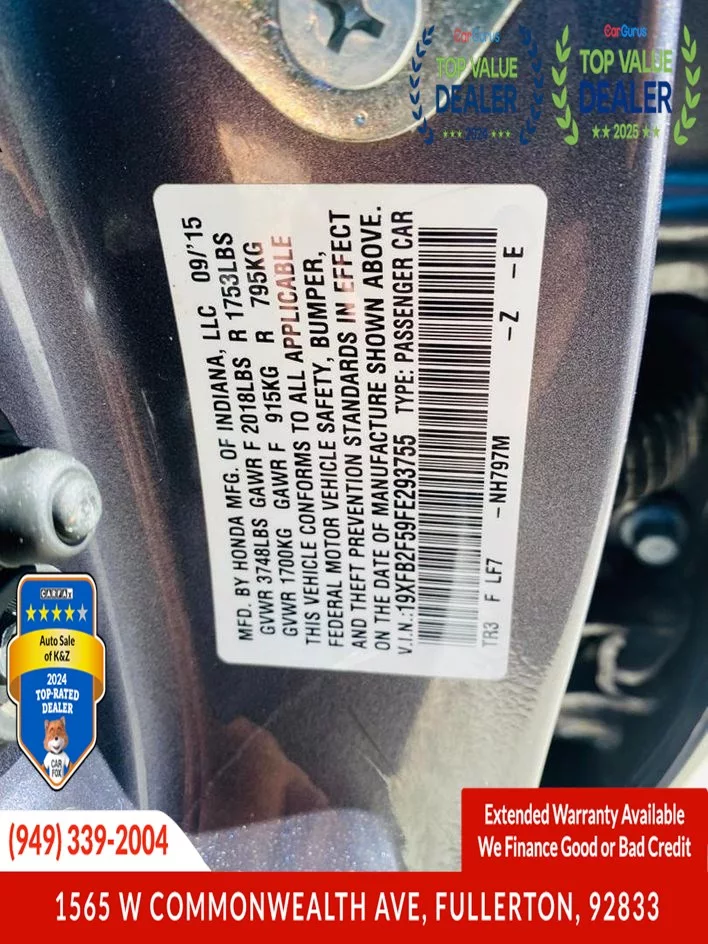 CarGurus
TOP VALUE
DEALER
2024
CarGurus
TOP VALUE
DEALER
2025
MFD. BY HONDA MFG. OF INDIANA, LLC 09/'15
GVWR 3748LBS GAWR F 2018LBS R 1753LBS
GVWR 1700KG GAWR F 915KG R 795KG
THIS VEHICLE CONFORMS TO ALL APPLICABLE
FEDERAL MOTOR VEHICLE SAFETY, BUMPER,
AND THEFT PREVENTION STANDARDS IN EFFECT
ON THE DATE OF MANUFACTURE SHOWN ABOVE.
V.I.N.:19XFB2F59FE293755 TYPE: PASSENGER CAR
TR3 F LF7 -NH797M -Z -E
CARFAX
Auto Sale
of K&Z
2024
TOP-RATED
DEALER
CAR
FOX
(949) 339-2004
Extended Warranty Available
We Finance Good or Bad Credit
1565 W COMMONWEALTH AVE, FULLERTON, 92833